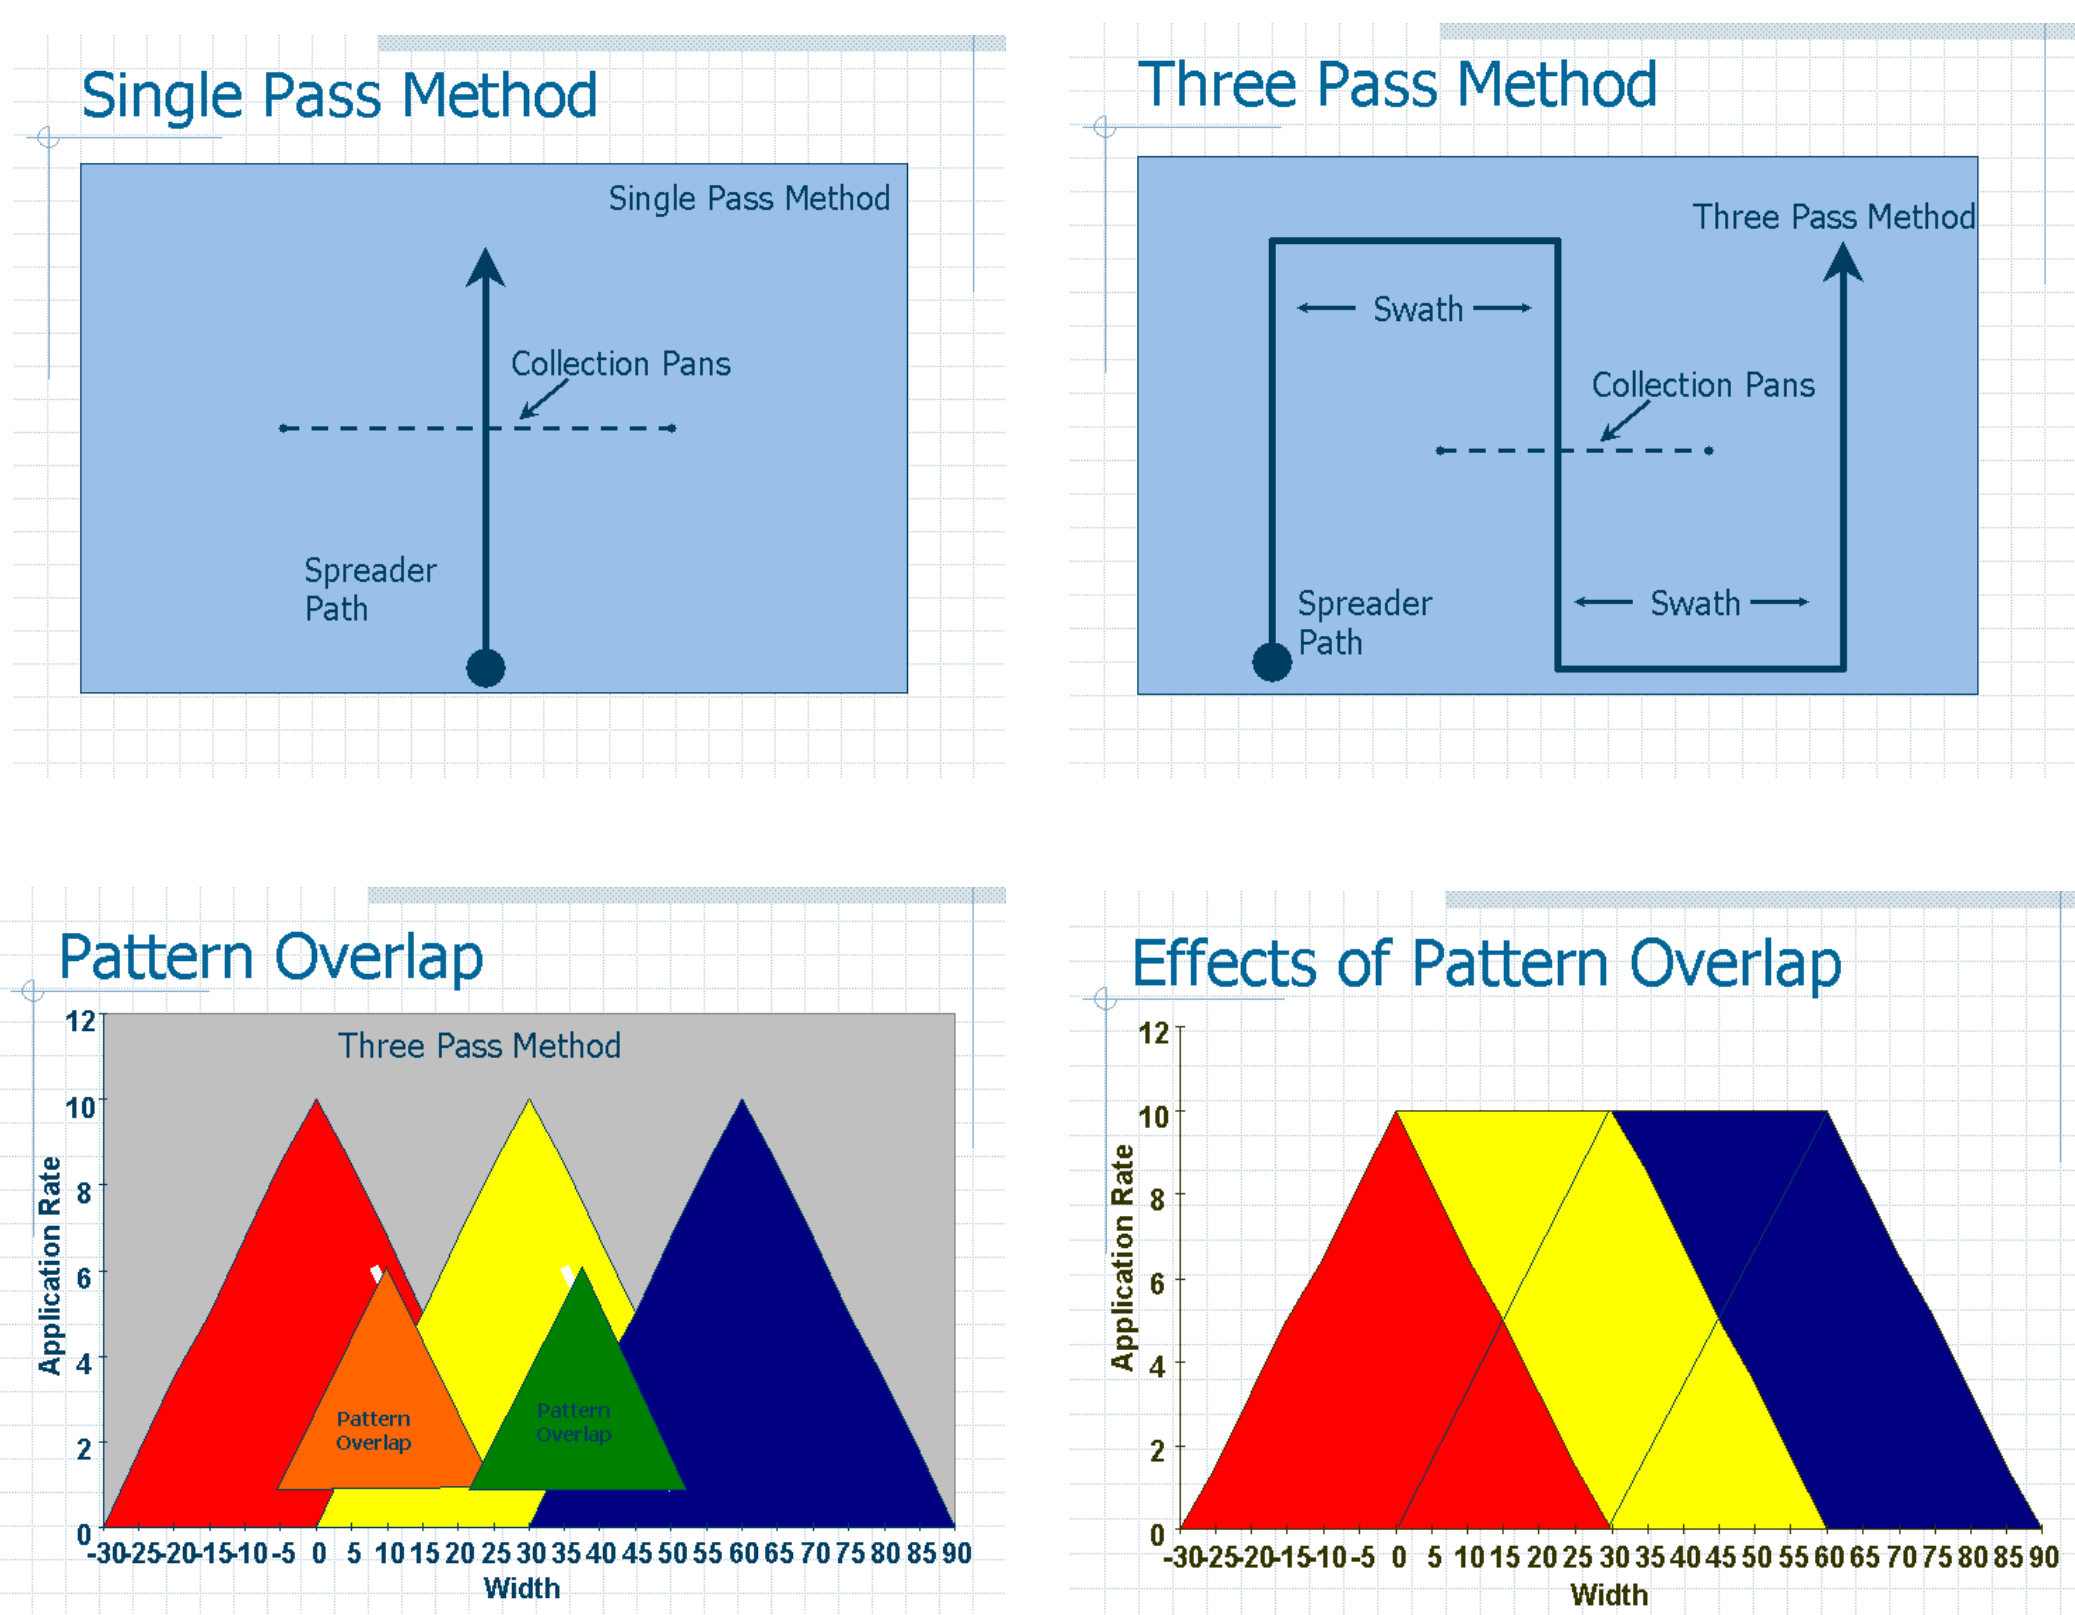 Single Pass Method
Single Pass Method
Collection Pans
Spreader
Path
Three Pass Method
Three Pass Method
Swath
Collection Pans
Spreader
Path
Swath
Pattern Overlap
Three Pass Method
12
10
8
6
4
2
0
Application Rate
Pattern
Overlap
Pattern
Overlap
-30 -25 -20 -15 -10 -5 0 5 10 15 20 25 30 35 40 45 50 55 60 65 70 75 80 85 90
Width
Effects of Pattern Overlap
12
10
8
6
4
2
0
Application Rate
-30 -25 -20 -15 -10 -5 0 5 10 15 20 25 30 35 40 45 50 55 60 65 70 75 80 85 90
Width